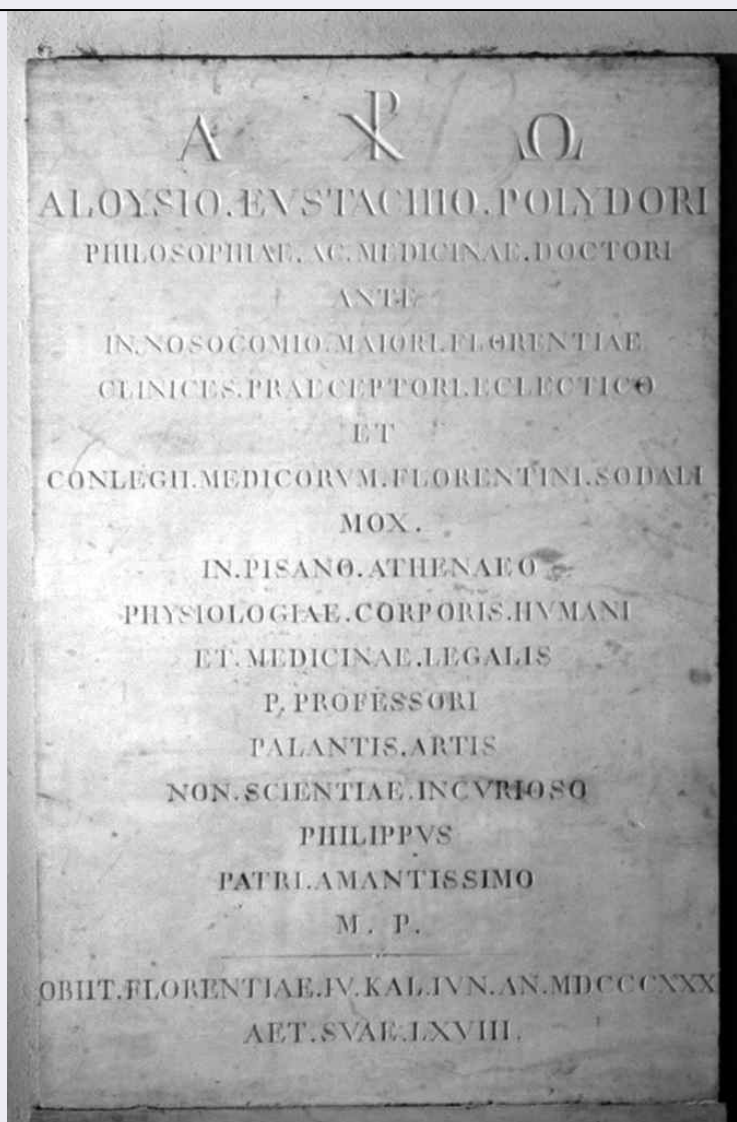 Α ☧ Ω
ALOYSIO.EVSTACHIO.POLYDORI
PHILOSOPHIAE.AC.MEDICINAE.DOCTORI
ANTE
IN.NOSOCOMIO.MAIORI.FLORENTIAE
CLINICES.PRAECEPTORI.ECLECTICO
ET
CONLEGII.MEDICORVM.FLORENTINI.SODALI
MOX.
IN.PISANO.ATHENAEO
PHYSIOLOGIAE.CORPORIS.HVMANI
ET.MEDICINAE.LEGALIS
P.PROFESSORI
PALANTIS.ARTIS
NON.SCIENTIAE.INCVRIOSO
PHILIPPVS
PATRI.AMANTISSIMO
M. P.
OBIIT.FLORENTIAE.IV.KAL.IVN.AN.MDCCCXXX
AET.SVAE.LXVIII.